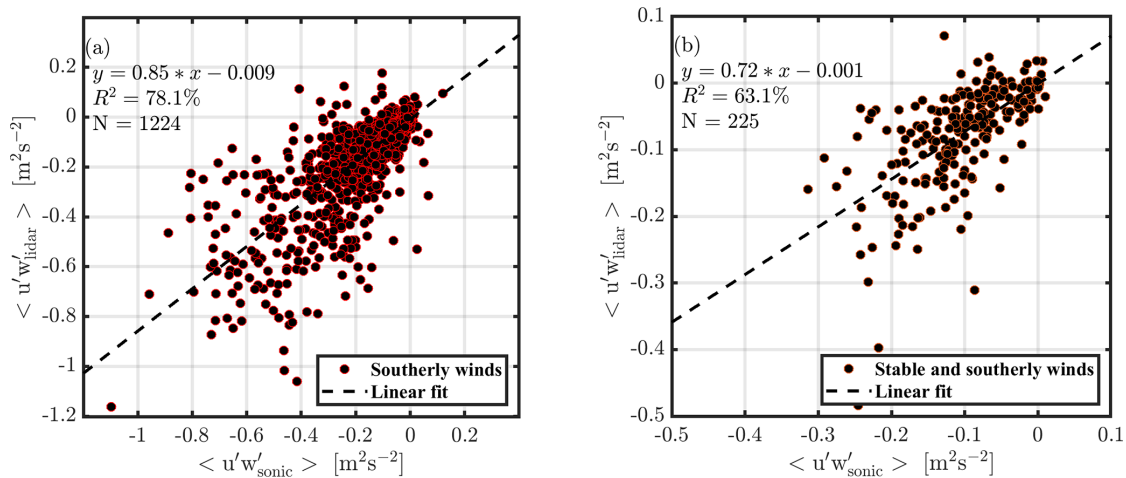 (a)
y = 0.85 * x − 0.009
R² = 78.1%
N = 1224
0.2
0
-0.2
-0.4
-0.6
-0.8
-1
-1.2
< u′w′lidar > [m²s⁻²]
Southerly winds
Linear fit
-1 -0.8 -0.6 -0.4 -0.2 0 0.2
< u′w′sonic > [m²s⁻²]
(b)
y = 0.72 * x − 0.001
R² = 63.1%
N = 225
0.1
0
-0.1
-0.2
-0.3
-0.4
-0.5
< u′w′lidar > [m²s⁻²]
Stable and southerly winds
Linear fit
-0.5 -0.4 -0.3 -0.2 -0.1 0 0.1
< u′w′sonic > [m²s⁻²]